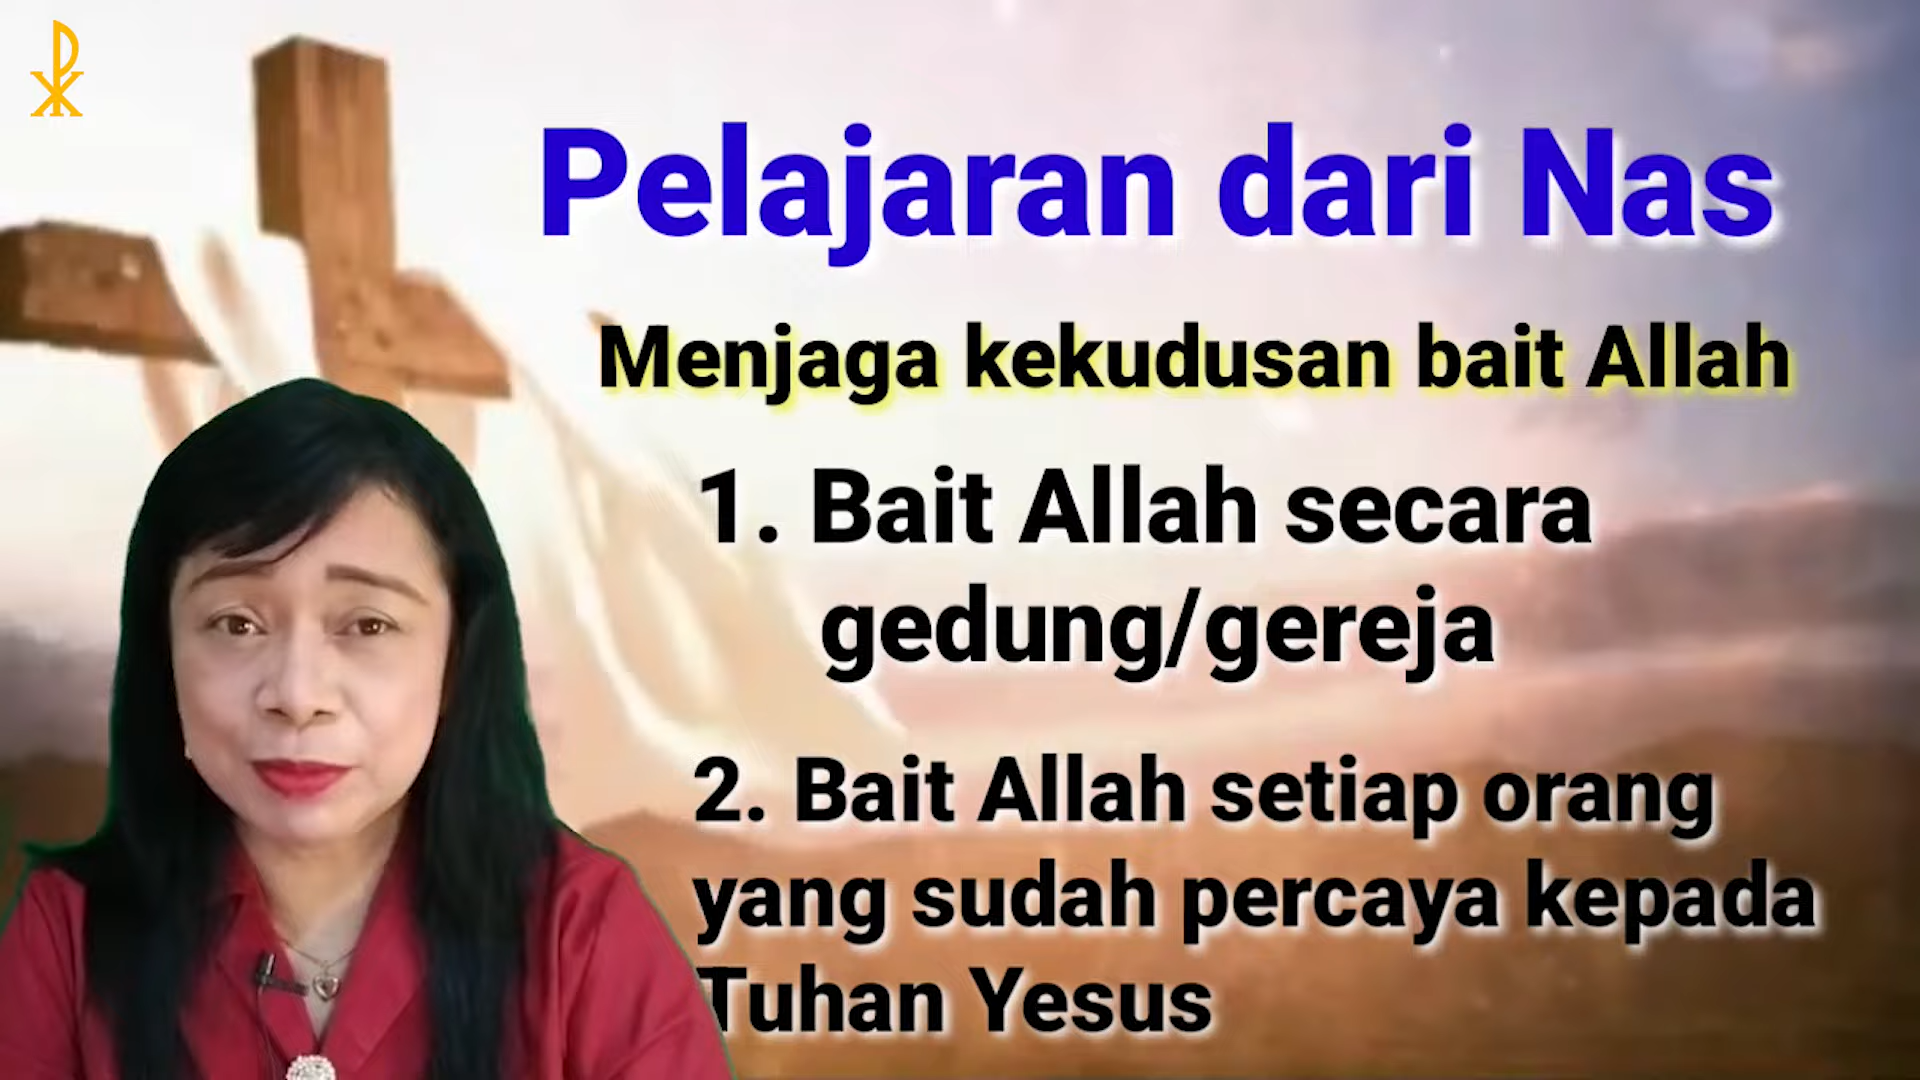 Pelajaran dari Nas
Menjaga kekudusan bait Allah
1. Bait Allah secara
gedung/gereja
2. Bait Allah setiap orang
yang sudah percaya kepada
Tuhan Yesus